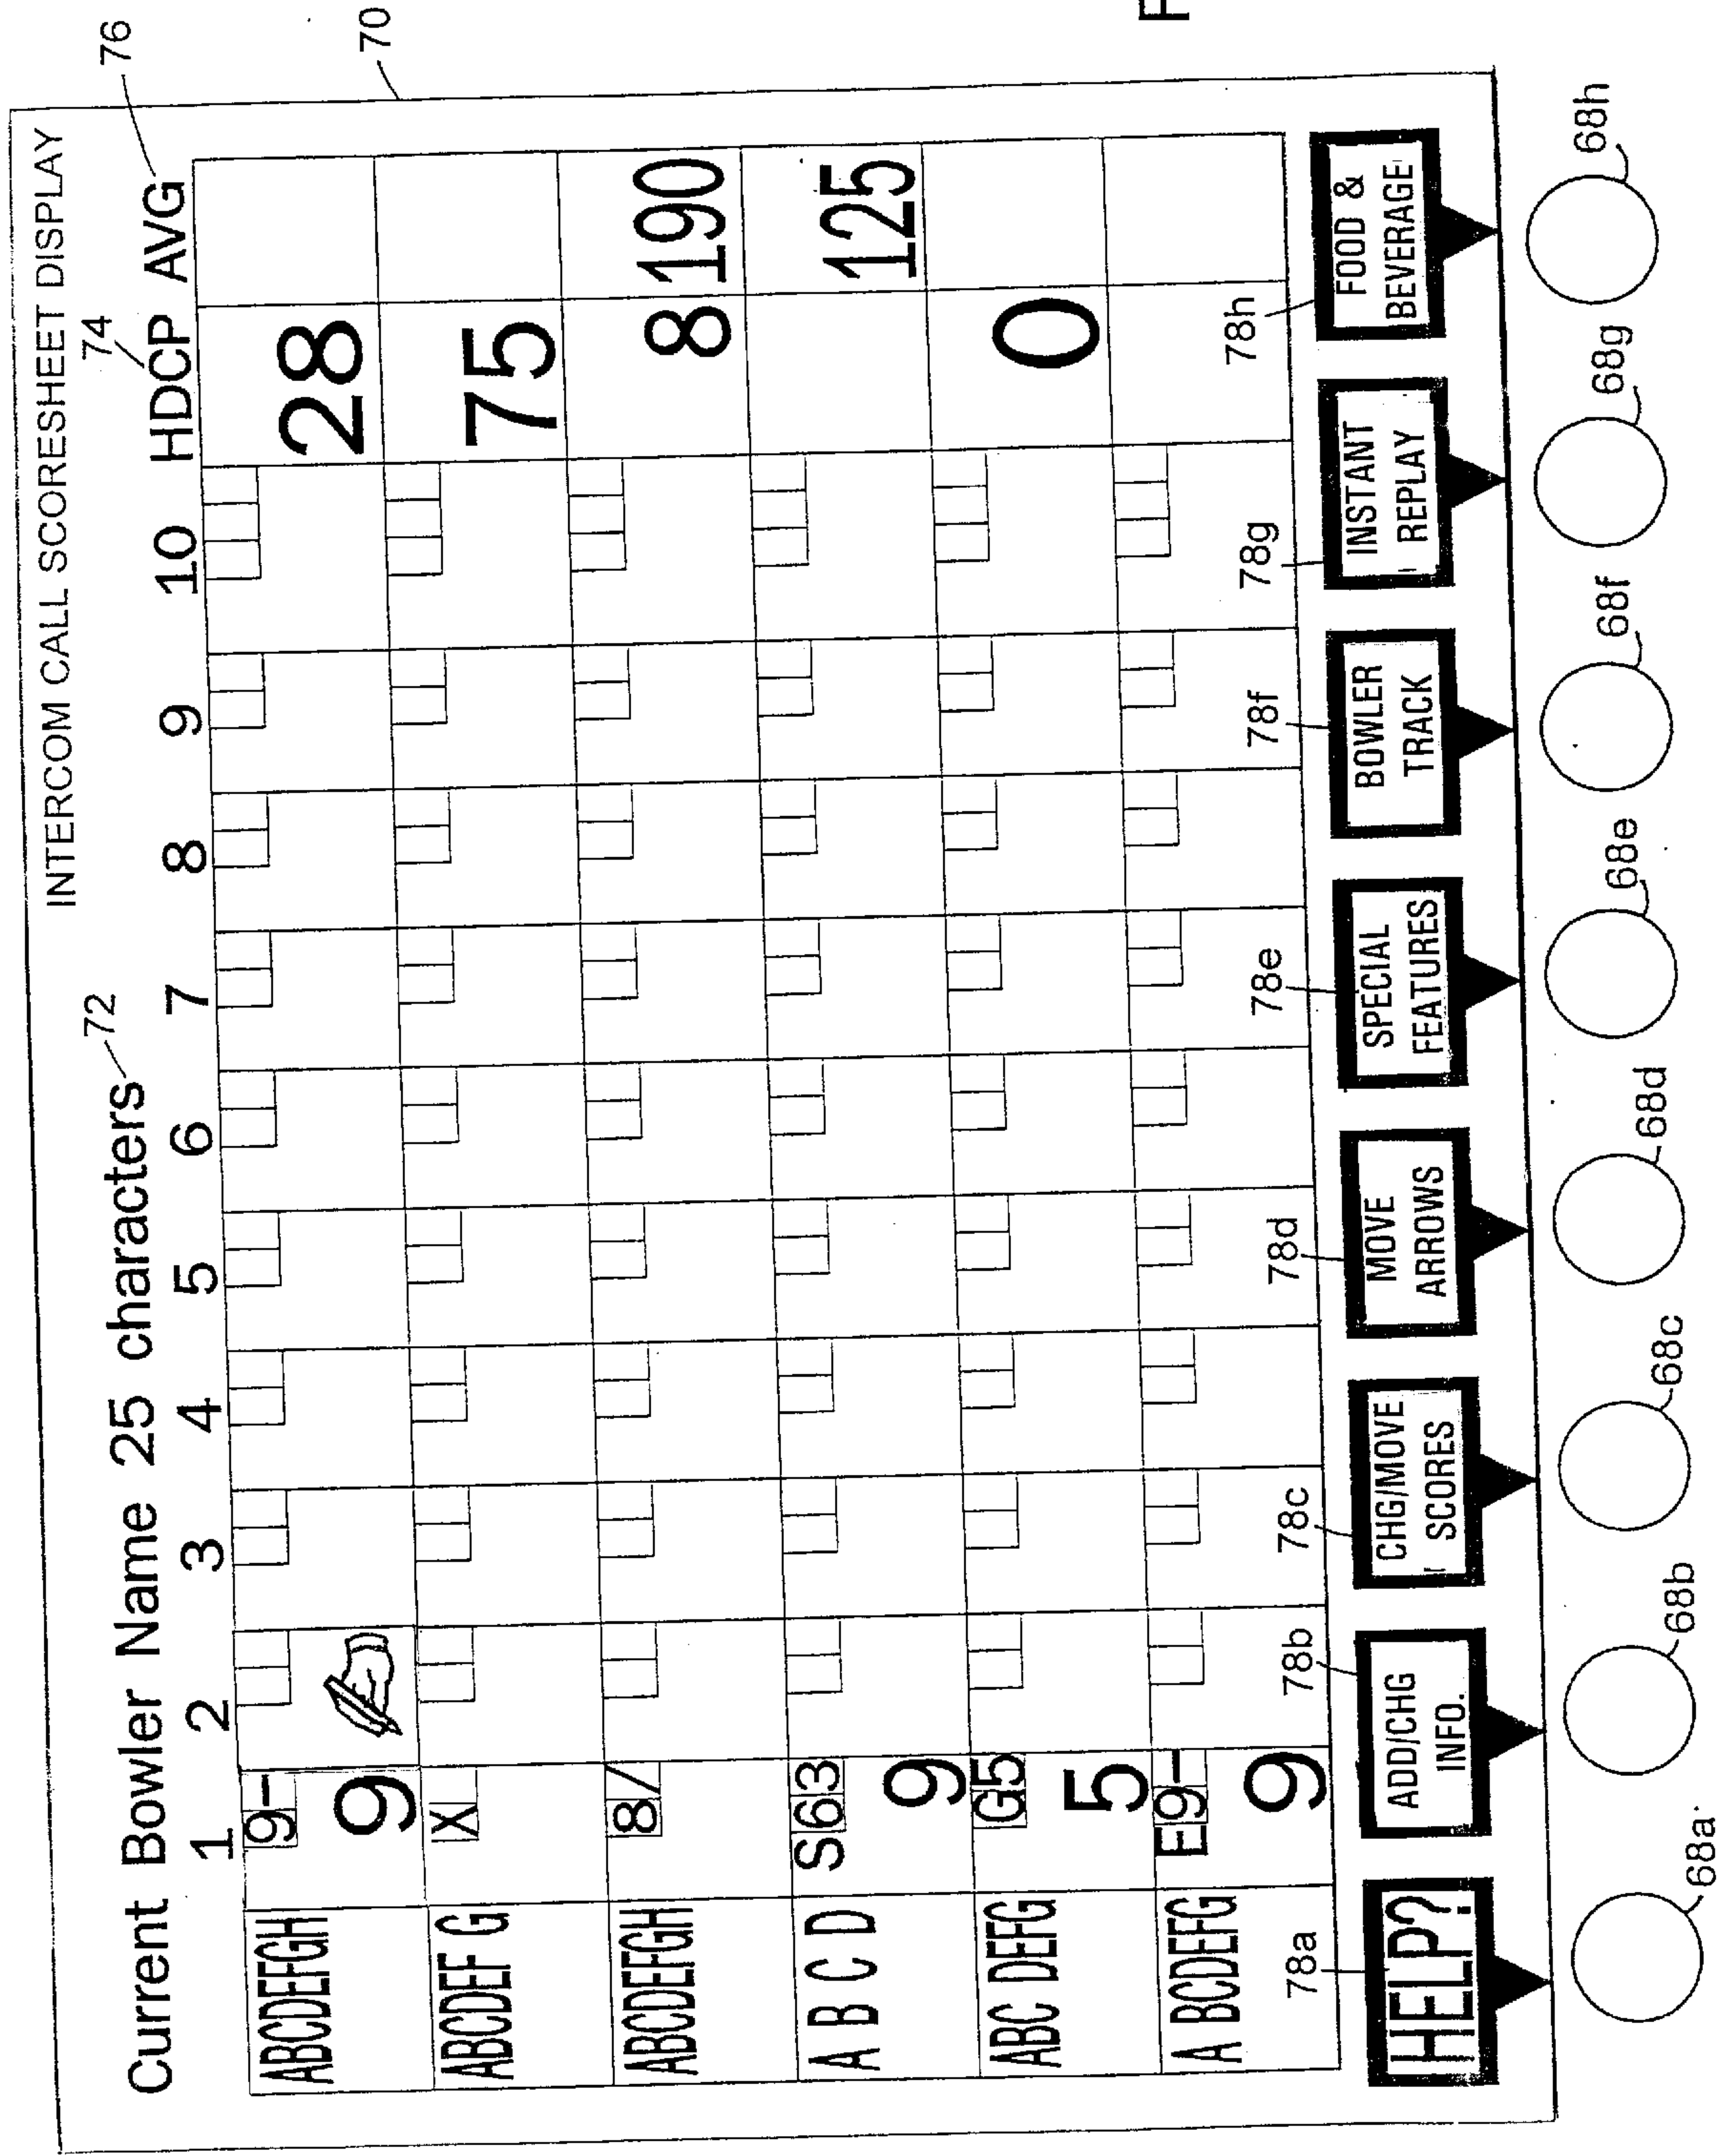 INTERCOM CALL SCORESHEET DISPLAY
70
Current Bowler Name 25 characters 72
74
76
1 2 3 4 5 6 7 8 9 10 HDCP AVG
ABCDEFGH 9- 9 28
ABCDEF G X 75
ABCDEFGH 8/ 8 190
A B C D S63 9 125
ABC DEFG G5 5 0
A BCDEFG E9- 9
78a 78b 78c 78d 78e 78f 78g 78h
HELP?
ADD/CHG
INFO.
CHG/MOVE
SCORES
MOVE
ARROWS
SPECIAL
FEATURES
BOWLER
TRACK
INSTANT
REPLAY
FOOD &
BEVERAGE
68a 68b 68c 68d 68e 68f 68g 68h